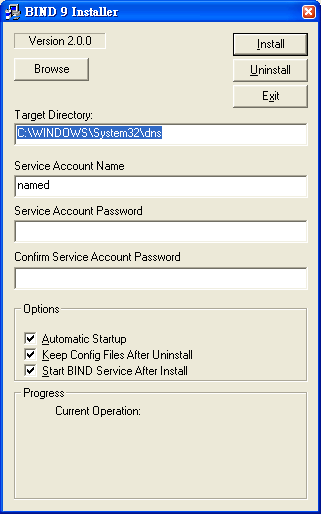 BIND 9 Installer
Version 2.0.0
Install
Browse
Uninstall
Exit
Target Directory:
C:\WINDOWS\System32\dns
Service Account Name
named
Service Account Password
Confirm Service Account Password
Options
Automatic Startup
Keep Config Files After Uninstall
Start BIND Service After Install
Progress
Current Operation: